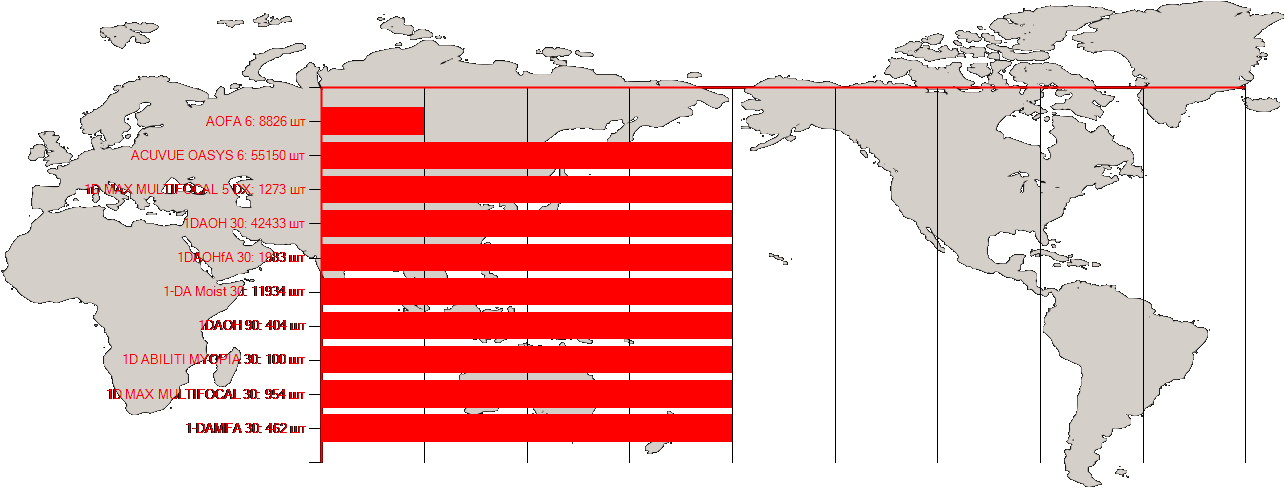 AOFA 6: 8826 шт
ACUVUE OASYS 6: 55150 шт
1D MAX MULTIFOCAL 5 DX: 1273 шт
1DAOH 30: 42433 шт
1DAOHfA 30: 1983 шт
1-DA Moist 30: 11934 шт
1DAOH 90: 404 шт
1D ABILITI MYOPIA 30: 100 шт
1D MAX MULTIFOCAL 30: 954 шт
1-DAMFA 30: 462 шт